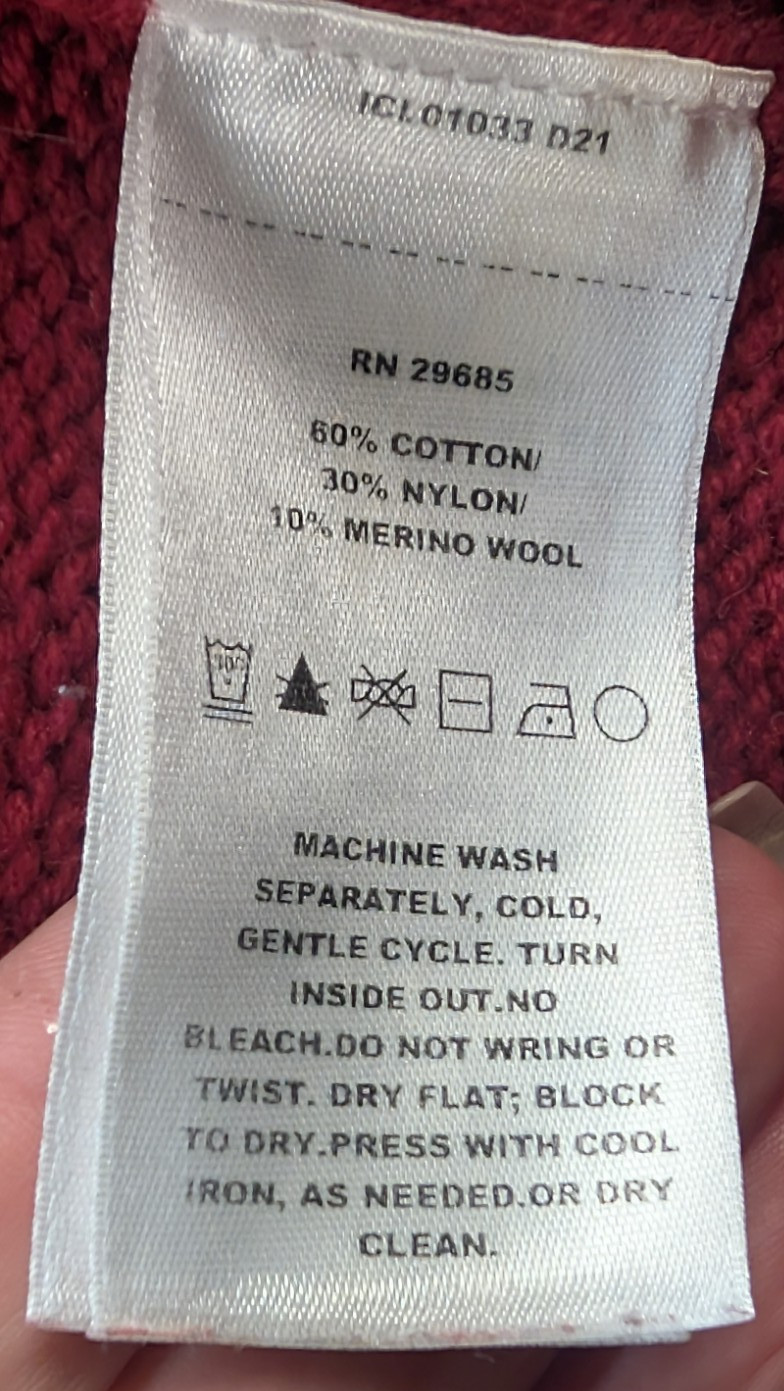 ICL01033 D21
RN 29685
60% COTTON/
30% NYLON/
10% MERINO WOOL
30C
MACHINE WASH
SEPARATELY, COLD,
GENTLE CYCLE. TURN
INSIDE OUT.NO
BLEACH.DO NOT WRING OR
TWIST. DRY FLAT; BLOCK
TO DRY.PRESS WITH COOL
IRON, AS NEEDED.OR DRY
CLEAN.